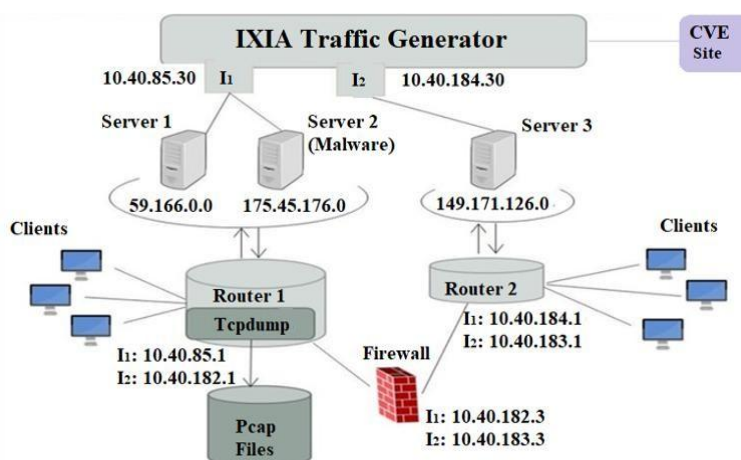 IXIA Traffic Generator
CVE
Site
10.40.85.30
I₁
I₂
10.40.184.30
Server 1
Server 2
(Malware)
Server 3
59.166.0.0
175.45.176.0
149.171.126.0
Clients
Clients
Router 1
Router 2
Tcpdump
I₁: 10.40.184.1
I₂: 10.40.183.1
I₁: 10.40.85.1
I₂: 10.40.182.1
Firewall
I₁: 10.40.182.3
I₂: 10.40.183.3
Pcap
Files